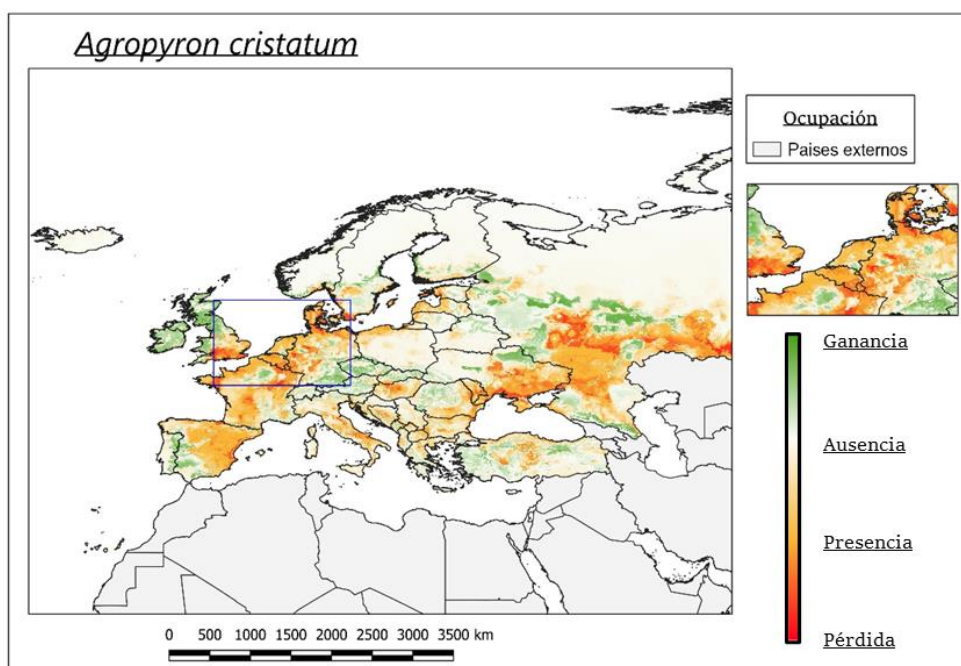 Agropyron cristatum
Ocupación
Paises externos
Ganancia
Ausencia
Presencia
Pérdida
0 500 1000 1500 2000 2500 3000 3500 km